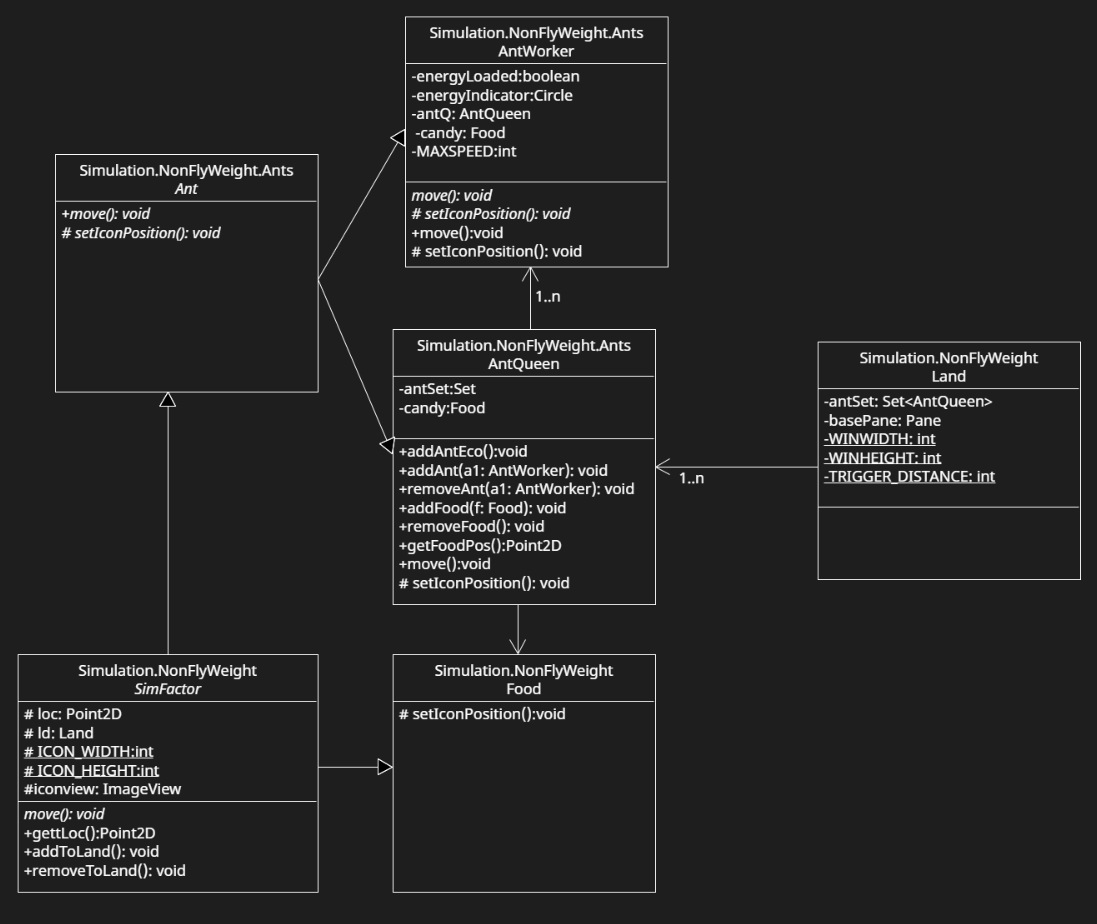 Simulation.NonFlyWeight.Ants
AntWorker
-energyLoaded:boolean
-energyIndicator:Circle
-antQ: AntQueen
-candy: Food
-MAXSPEED:int
move(): void
# setIconPosition(): void
+move():void
# setIconPosition(): void
Simulation.NonFlyWeight.Ants
Ant
+move(): void
# setIconPosition(): void
1..n
Simulation.NonFlyWeight.Ants
AntQueen
-antSet:Set
-candy:Food
+addAntEco():void
+addAnt(a1: AntWorker): void
+removeAnt(a1: AntWorker): void
+addFood(f: Food): void
+removeFood(): void
+getFoodPos():Point2D
+move():void
# setIconPosition(): void
1..n
Simulation.NonFlyWeight
Land
-antSet: Set<AntQueen>
-basePane: Pane
-WINWIDTH: int
-WINHEIGHT: int
-TRIGGER_DISTANCE: int
Simulation.NonFlyWeight
SimFactor
# loc: Point2D
# ld: Land
# ICON_WIDTH:int
# ICON_HEIGHT:int
#iconview: ImageView
move(): void
+gettLoc():Point2D
+addToLand(): void
+removeToLand(): void
Simulation.NonFlyWeight
Food
# setIconPosition():void